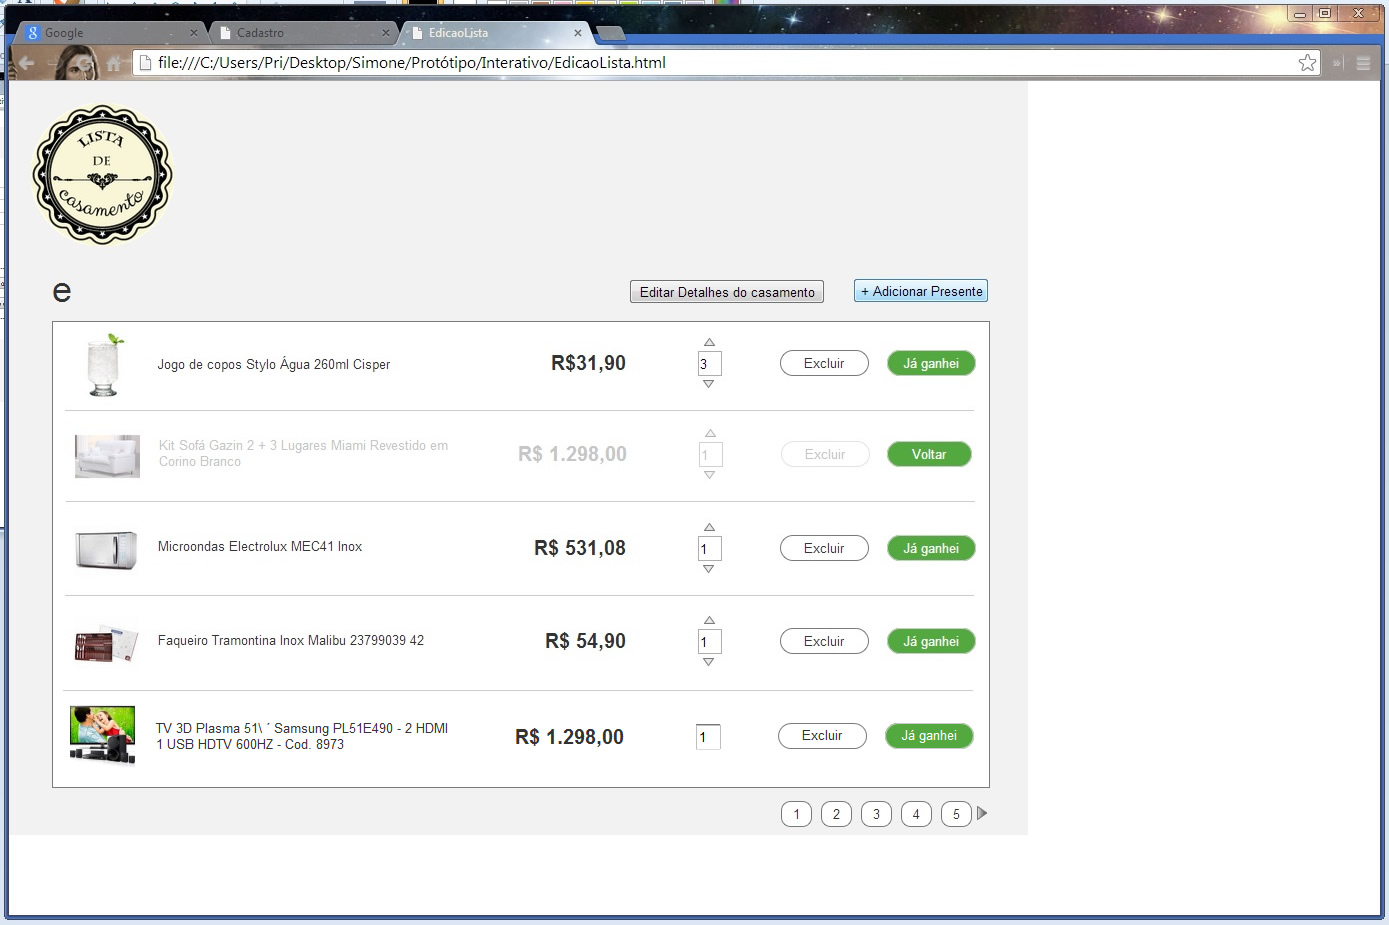 Google
Cadastro
EdicaoLista
file:///C:/Users/Pri/Desktop/Simone/Protótipo/Interativo/EdicaoLista.html
LISTA
DE
casamento
e
Editar Detalhes do casamento
+ Adicionar Presente
Jogo de copos Stylo Água 260ml Cisper
R$31,90
3
Excluir
Já ganhei
Kit Sofá Gazin 2 + 3 Lugares Miami Revestido em
Corino Branco
R$ 1.298,00
1
Excluir
Voltar
Microondas Electrolux MEC41 Inox
R$ 531,08
1
Excluir
Já ganhei
Faqueiro Tramontina Inox Malibu 23799039 42
R$ 54,90
1
Excluir
Já ganhei
TV 3D Plasma 51\ ´ Samsung PL51E490 - 2 HDMI
1 USB HDTV 600HZ - Cod. 8973
R$ 1.298,00
1
Excluir
Já ganhei
1 2 3 4 5